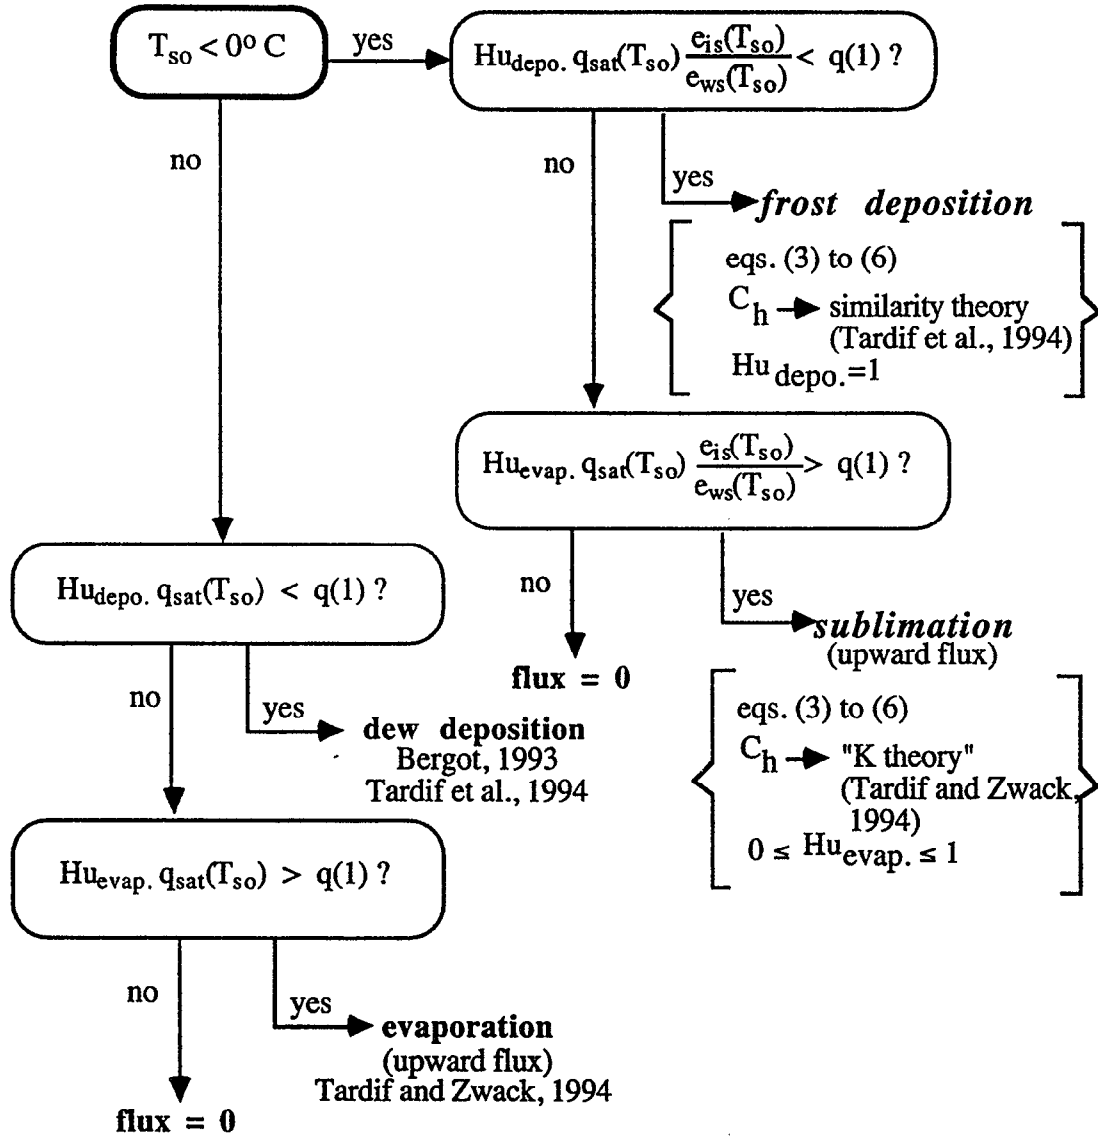 T_so < 0° C
yes
Hu_depo. q_sat(T_so) e_is(T_so)/e_ws(T_so) < q(1) ?
no
no
yes
frost deposition
eqs. (3) to (6)
C_h → similarity theory
(Tardif et al., 1994)
Hu_depo.=1
Hu_evap. q_sat(T_so) e_is(T_so)/e_ws(T_so) > q(1) ?
no
yes
sublimation
(upward flux)
flux = 0
eqs. (3) to (6)
C_h → "K theory"
(Tardif and Zwack,
1994)
0 ≤ Hu_evap. ≤ 1
Hu_depo. q_sat(T_so) < q(1) ?
no
yes
dew deposition
Bergot, 1993
Tardif et al., 1994
Hu_evap. q_sat(T_so) > q(1) ?
no
yes
evaporation
(upward flux)
Tardif and Zwack, 1994
flux = 0